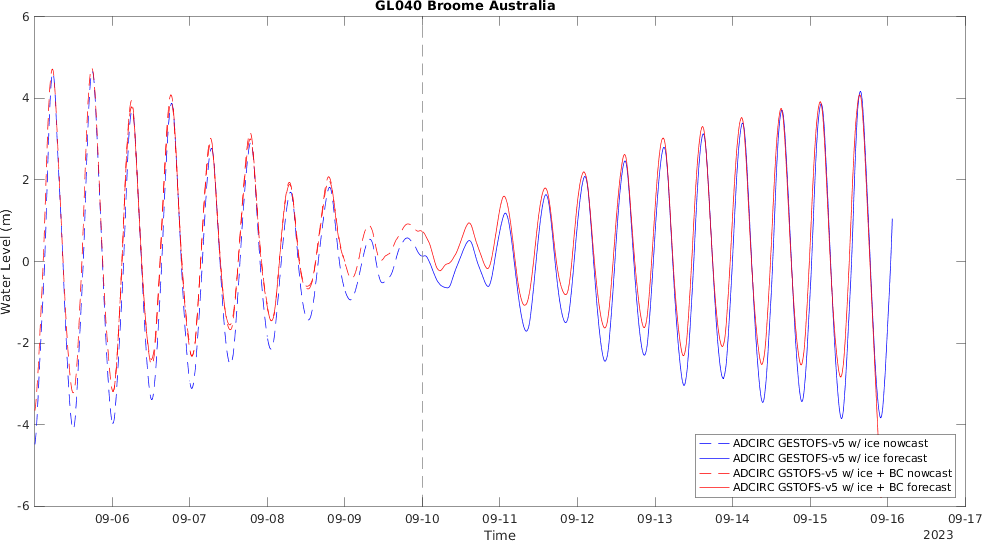 GL040 Broome Australia
6
4
2
0
-2
-4
-6
Water Level (m)
09-06
09-07
09-08
09-09
09-10
09-11
09-12
09-13
09-14
09-15
09-16
09-17
Time
2023
ADCIRC GESTOFS-v5 w/ ice nowcast
ADCIRC GESTOFS-v5 w/ ice forecast
ADCIRC GSTOFS-v5 w/ ice + BC nowcast
ADCIRC GSTOFS-v5 w/ ice + BC forecast